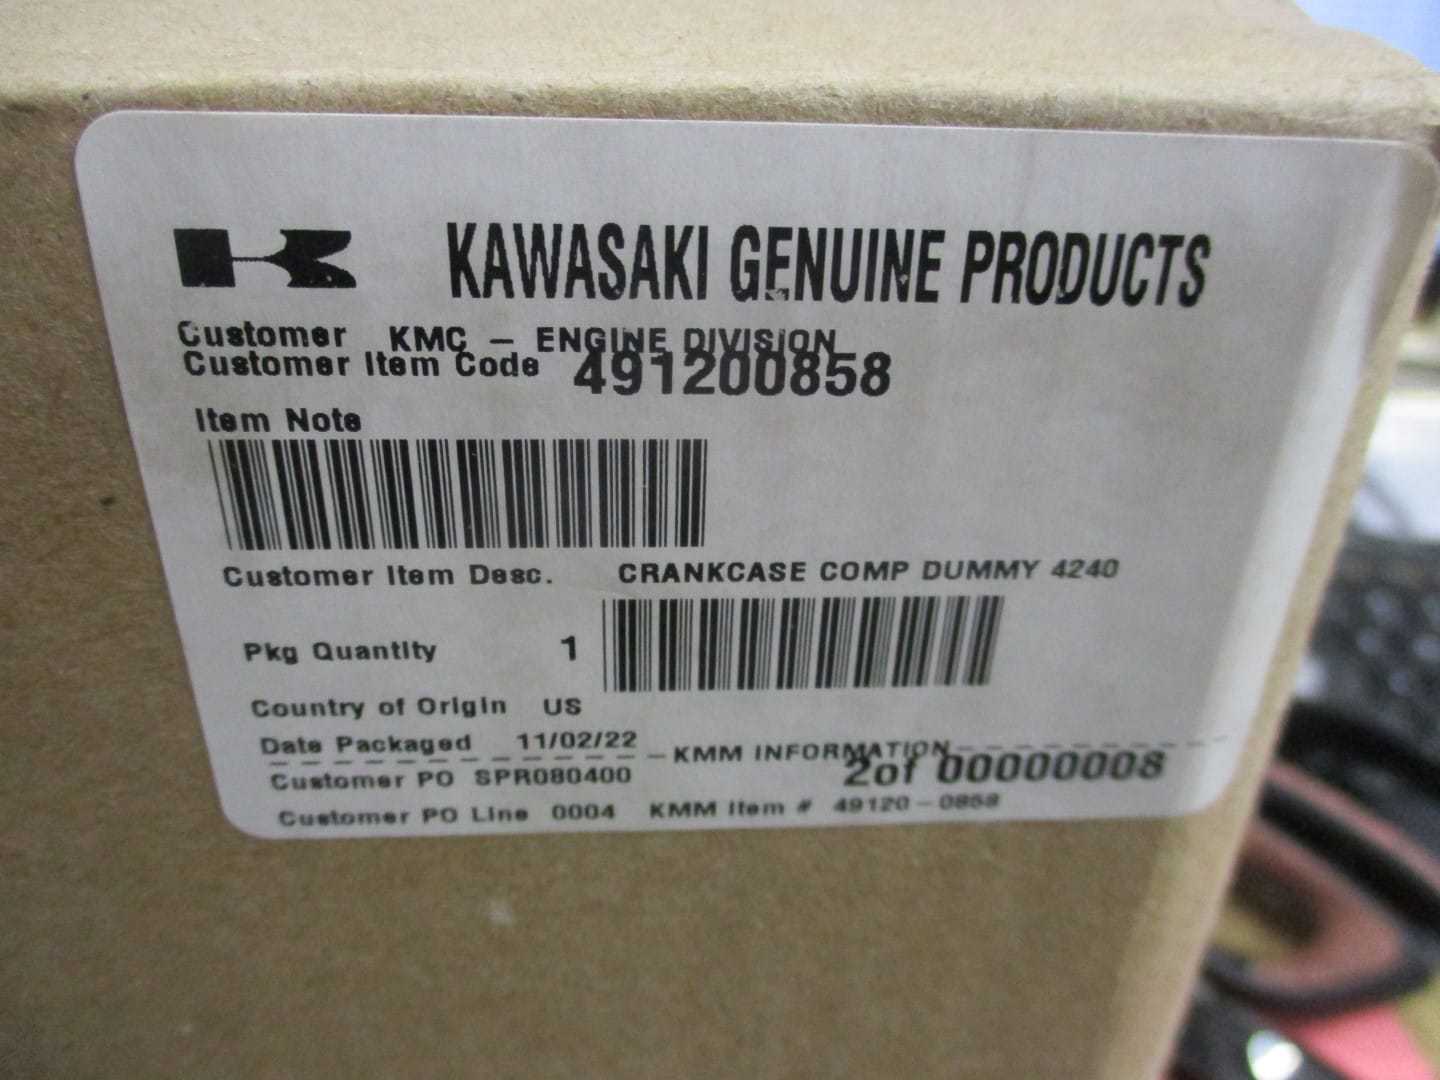 KAWASAKI GENUINE PRODUCTS
Customer KMC - ENGINE DIVISION
Customer Item Code 491200858
Item Note
Customer Item Desc. CRANKCASE COMP DUMMY 4240
Pkg Quantity 1
Country of Origin US
Date Packaged 11/02/22
KMM INFORMATION
2of 00000008
Customer PO SPR080400
Customer PO Line 0004 KMM Item # 49120-0858